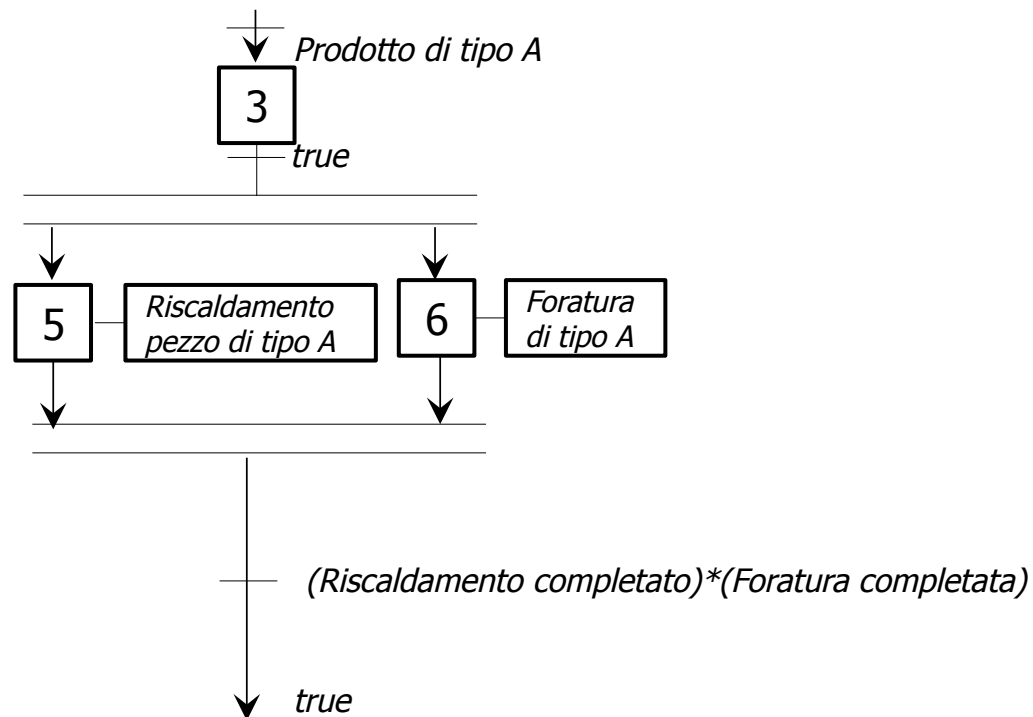 Prodotto di tipo A
3
true
5
Riscaldamento
pezzo di tipo A
6
Foratura
di tipo A
(Riscaldamento completato)*(Foratura completata)
true